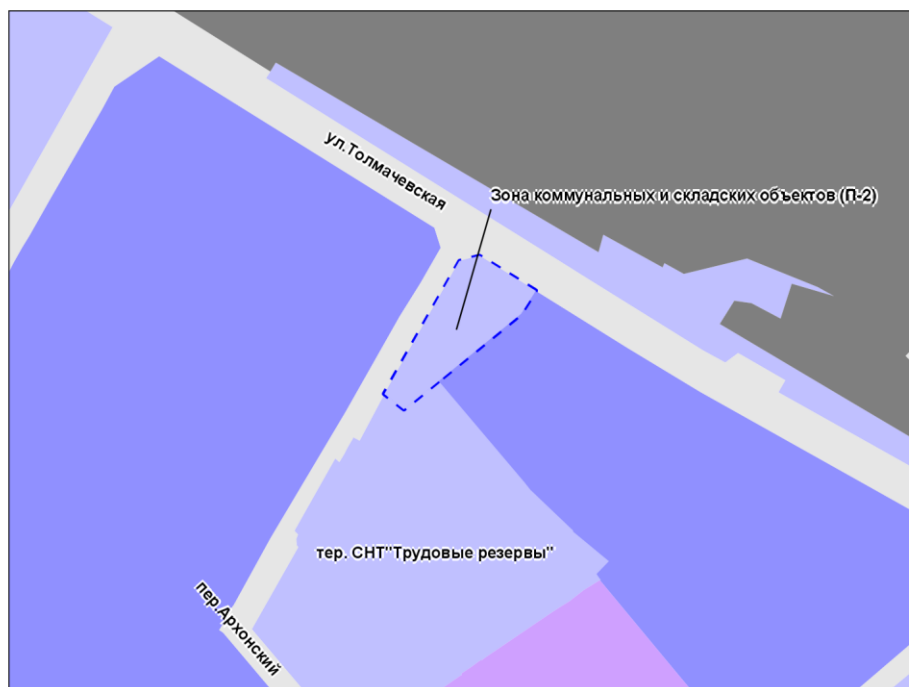 ул.Толмачевская
Зона коммунальных и складских объектов (П-2)
тер. СНТ"Трудовые резервы"
пер.Архонский